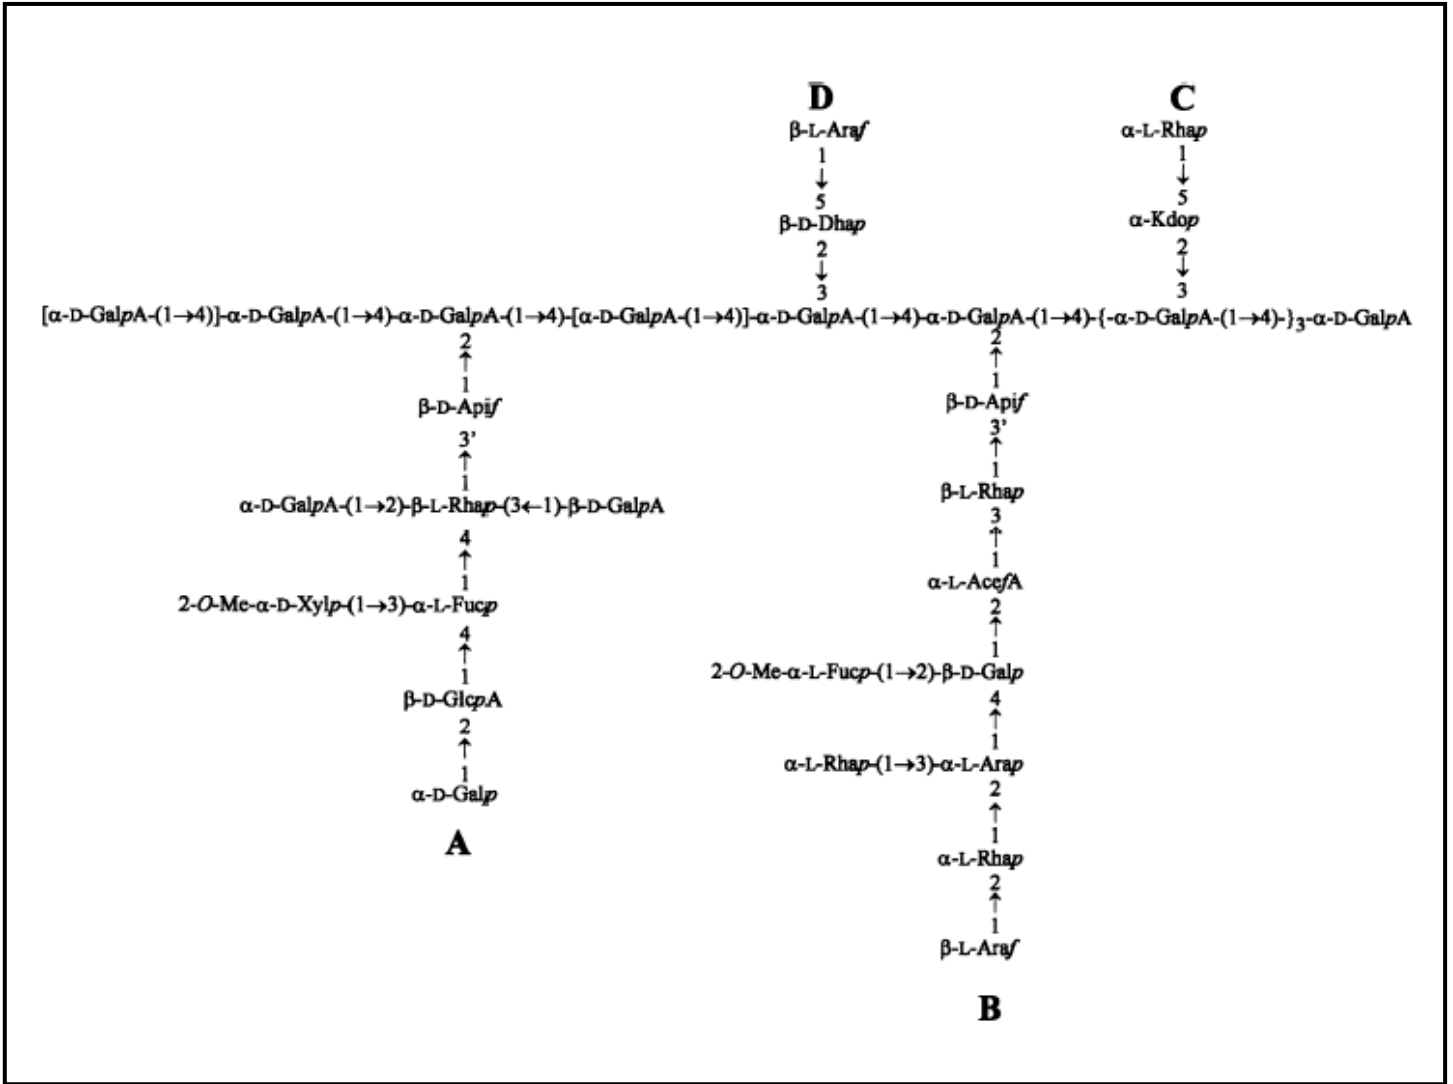 D C
β-L-Araf α-L-Rhap
1 1
↓ ↓
5 5
β-D-Dhap α-Kdop
2 2
↓ ↓
3 3
[α-D-GalpA-(1→4)]-α-D-GalpA-(1→4)-α-D-GalpA-(1→4)-[α-D-GalpA-(1→4)]-α-D-GalpA-(1→4)-α-D-GalpA-(1→4)-{-α-D-GalpA-(1→4)-}3-α-D-GalpA
2 2
↑ ↑
1 1
β-D-Apif β-D-Apif
3’ 3’
↑ ↑
1 1
α-D-GalpA-(1→2)-β-L-Rhap-(3←1)-β-D-GalpA β-L-Rhap
4 3
↑ ↑
1 1
2-O-Me-α-D-Xylp-(1→3)-α-L-Fucp α-L-AcefA
4 2
↑ ↑
1 1
β-D-GlcpA 2-O-Me-α-L-Fucp-(1→2)-β-D-Galp
2 4
↑ ↑
1 1
α-D-Galp α-L-Rhap-(1→3)-α-L-Arap
A 2
↑
1
α-L-Rhap
2
↑
1
β-L-Araf
B